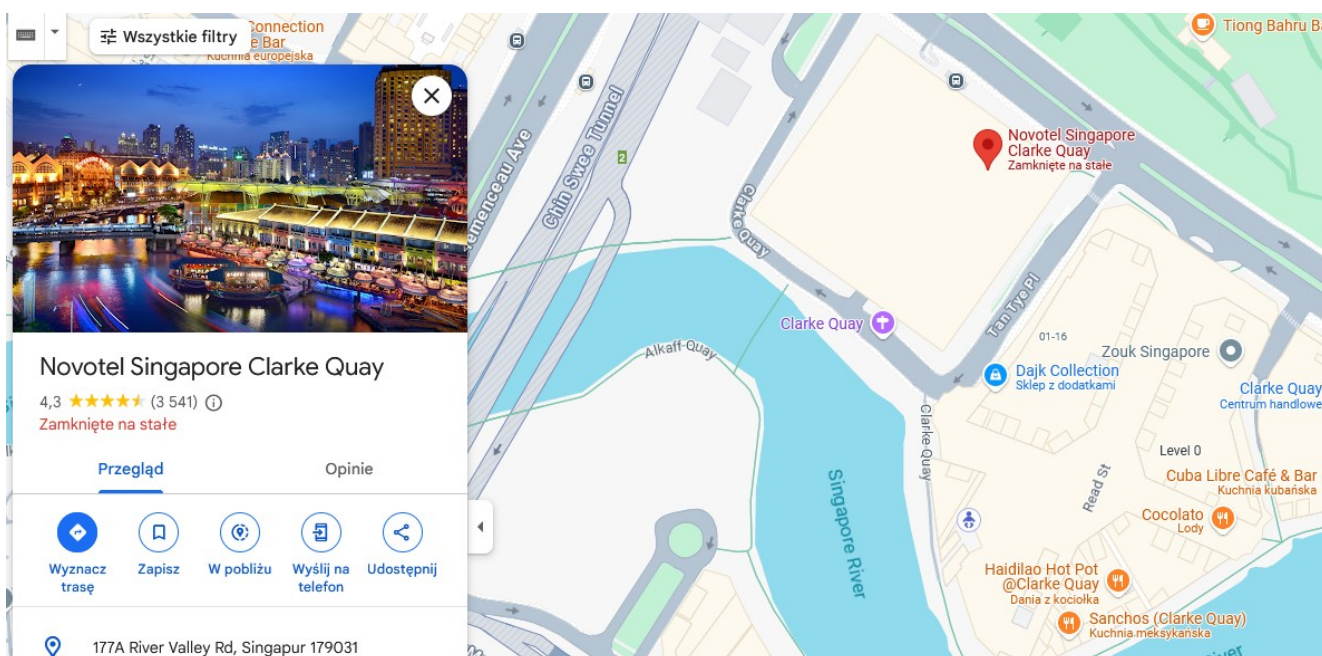 Wszystkie filtry
Connection
e Bar
Kuchnia europejska
Novotel Singapore Clarke Quay
4,3 (3 541)
Zamknięte na stałe
Przegląd
Opinie
Wyznacz
trasę
Zapisz
W pobliżu
Wyślij na
telefon
Udostępnij
177A River Valley Rd, Singapur 179031
emenceau Ave
Chin Swee Tunnel
2
Clarke Quay
Tiong Bahru Ba
Novotel Singapore
Clarke Quay
Zamknięte na stałe
Tan Tye Pl
Clarke Quay
Alkaff Quay
01-16
Zouk Singapore
Dajk Collection
Sklep z dodatkami
Clarke Quay
Centrum handlowe
Clarke Quay
Level 0
Read St
Cuba Libre Café & Bar
Kuchnia kubańska
Cocolato
Lody
Singapore River
Haidilao Hot Pot
@Clarke Quay
Dania z kociołka
Sanchos (Clarke Quay)
Kuchnia meksykańska